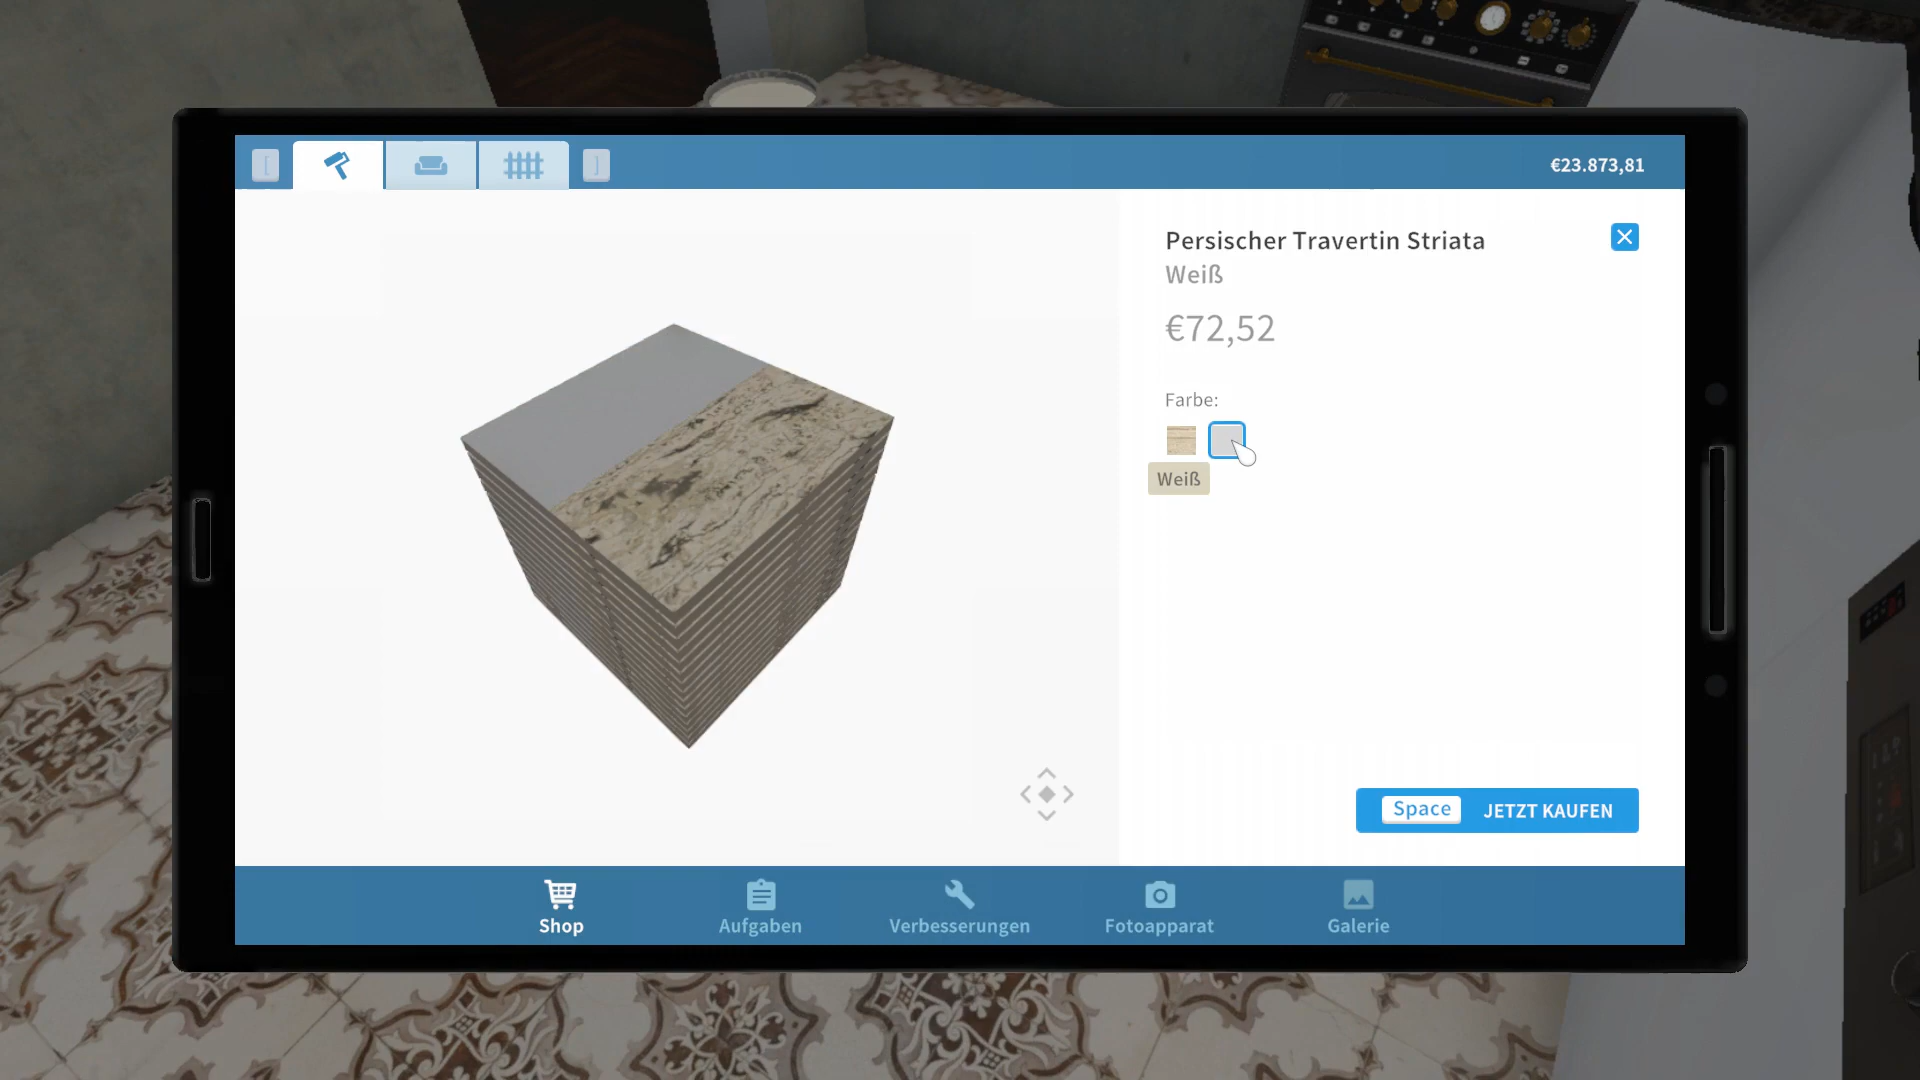 [
]
€23.873,81
Persischer Travertin Striata
Weiß
€72,52
Farbe:
Weiß
Space JETZT KAUFEN
Shop
Aufgaben
Verbesserungen
Fotoapparat
Galerie